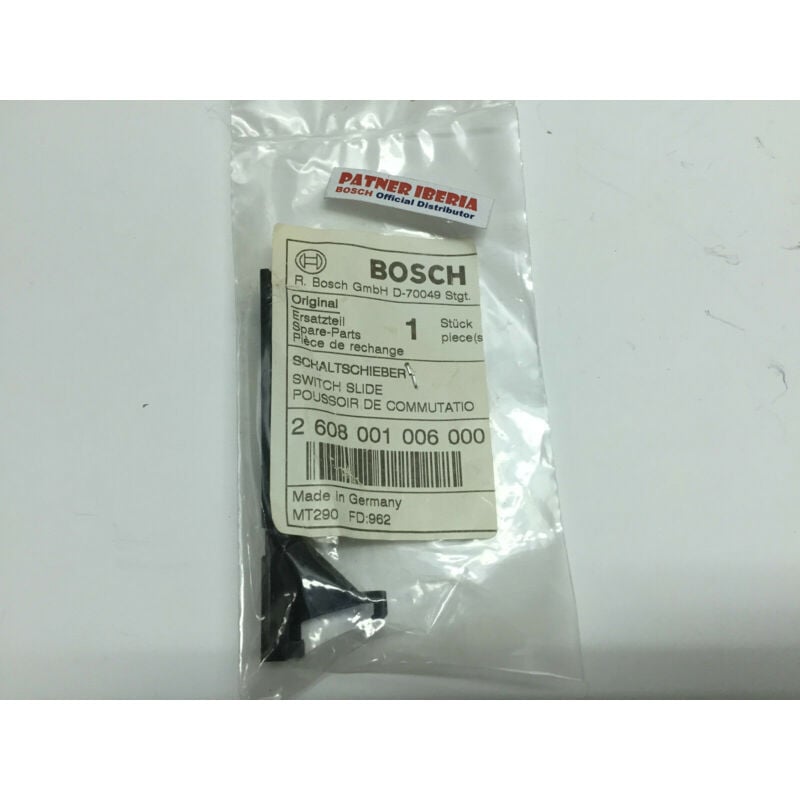 PATNER IBERIA
BOSCH Official Distributor
BOSCH
R. Bosch GmbH D-70049 Stgt.
Original
Ersatzteil
Spare-Parts
Pièce de rechange
1
Stück
piece(s
SCHALTSCHIEBER
SWITCH SLIDE
POUSSOIR DE COMMUTATIO
2 608 001 006 000
Made in Germany
MT290 FD:962